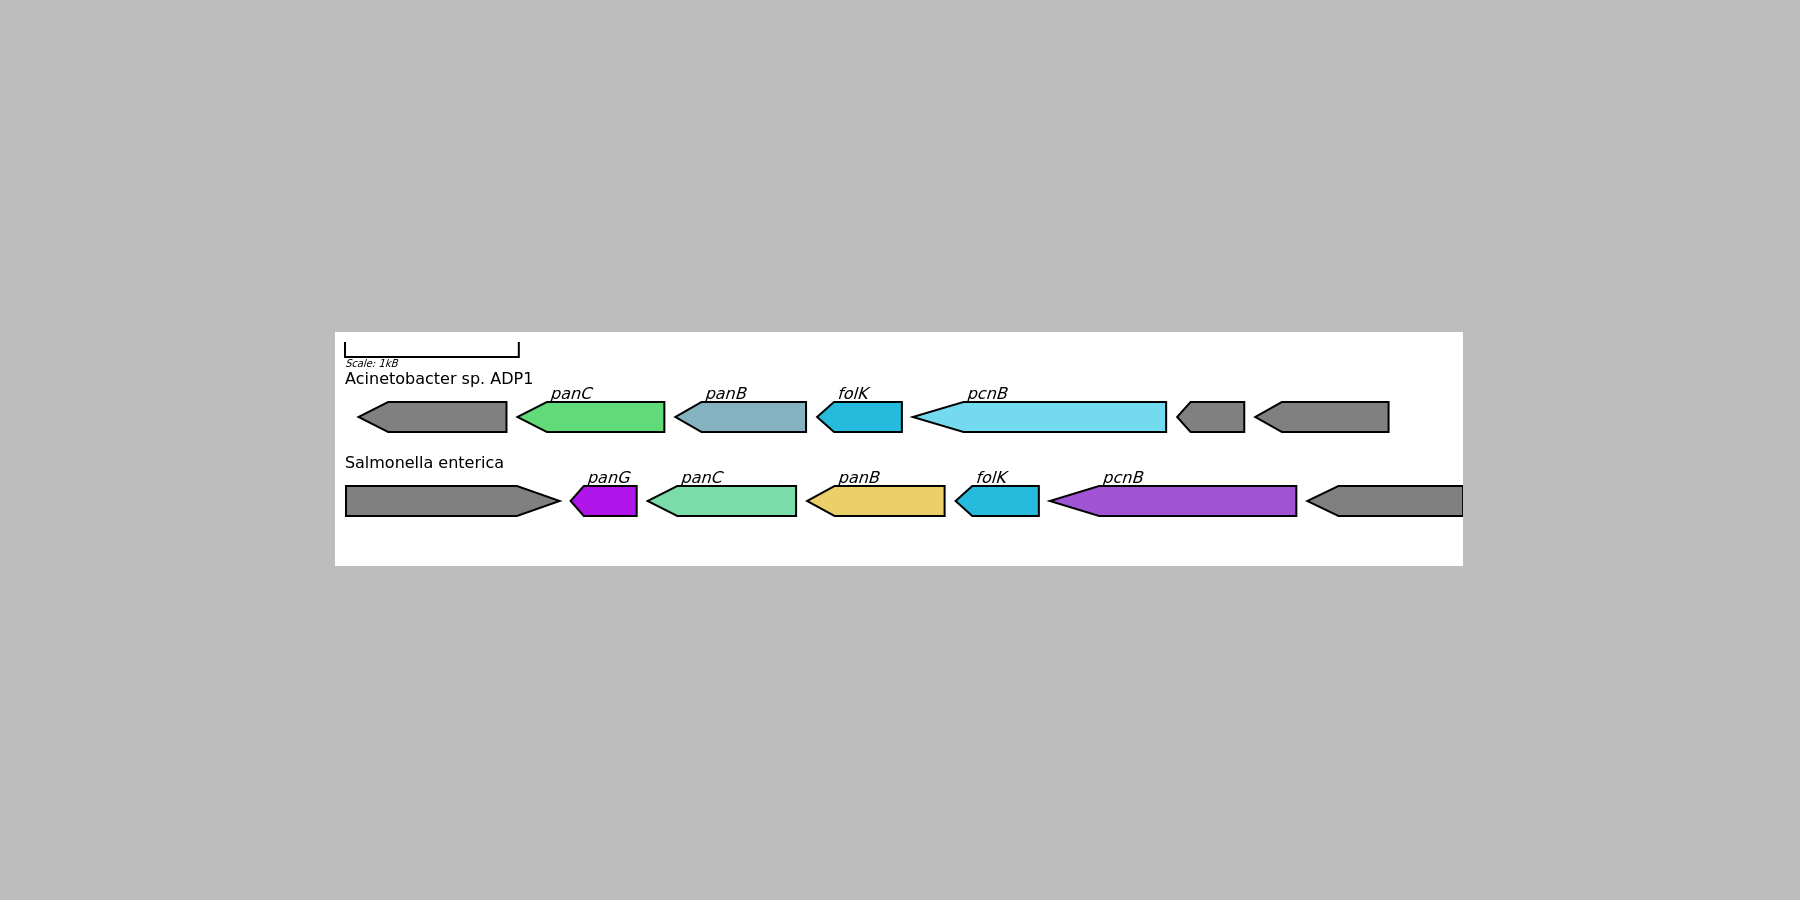 Scale: 1kB
Acinetobacter sp. ADP1
panC panB folK pcnB
Salmonella enterica
panG panC panB folK pcnB